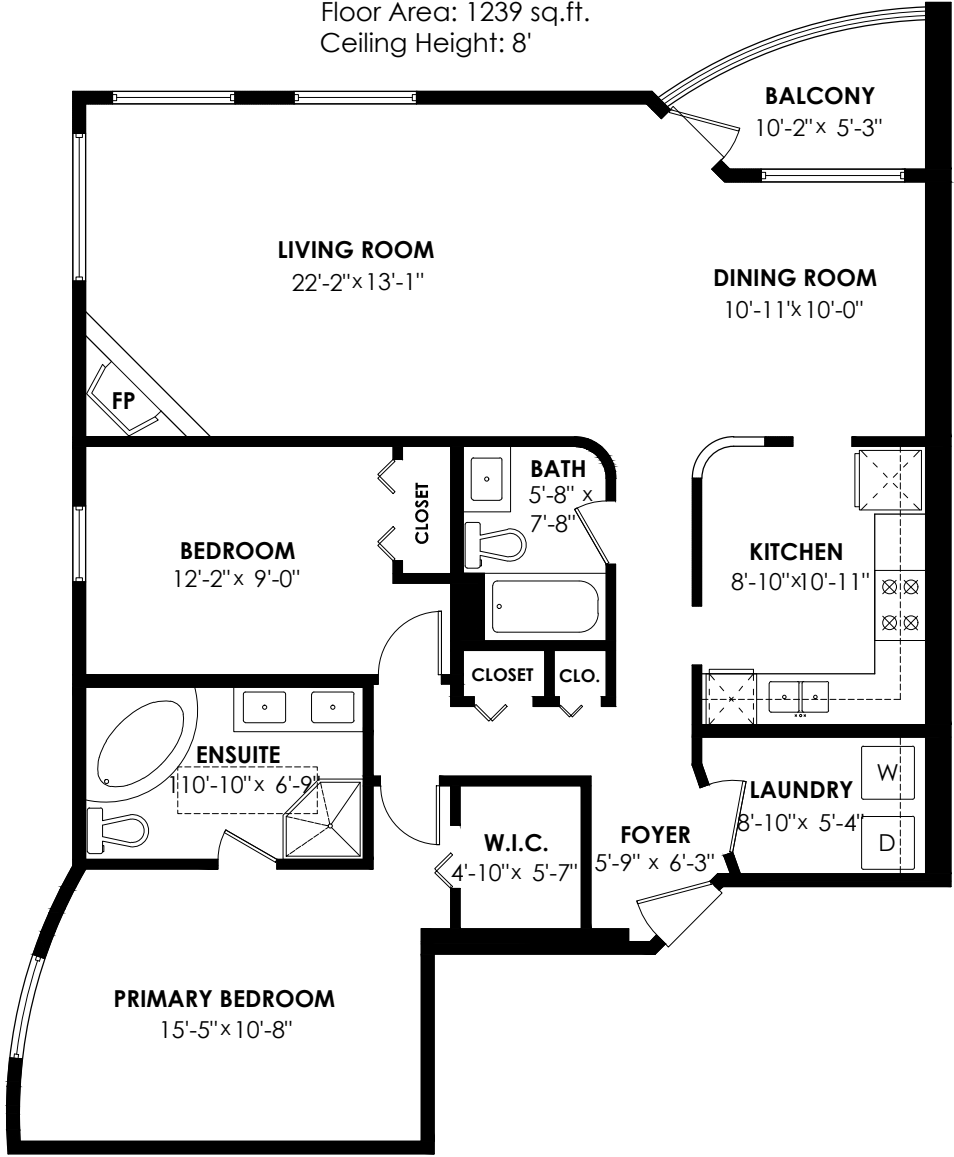 Floor Area: 1239 sq.ft.
Ceiling Height: 8'
BALCONY
10'-2" x 5'-3"
LIVING ROOM
22'-2" x 13'-1"
DINING ROOM
10'-11' x 10'-0"
FP
BATH
5'-8" x
7'-8"
CLOSET
BEDROOM
12'-2" x 9'-0"
KITCHEN
8'-10" x 10'-11"
CLOSET
CLO.
ENSUITE
110'-10" x 6'-9"
W
LAUNDRY
8'-10" x 5'-4"
D
FOYER
5'-9" x 6'-3"
W.I.C.
4'-10" x 5'-7"
PRIMARY BEDROOM
15'-5" x 10'-8"